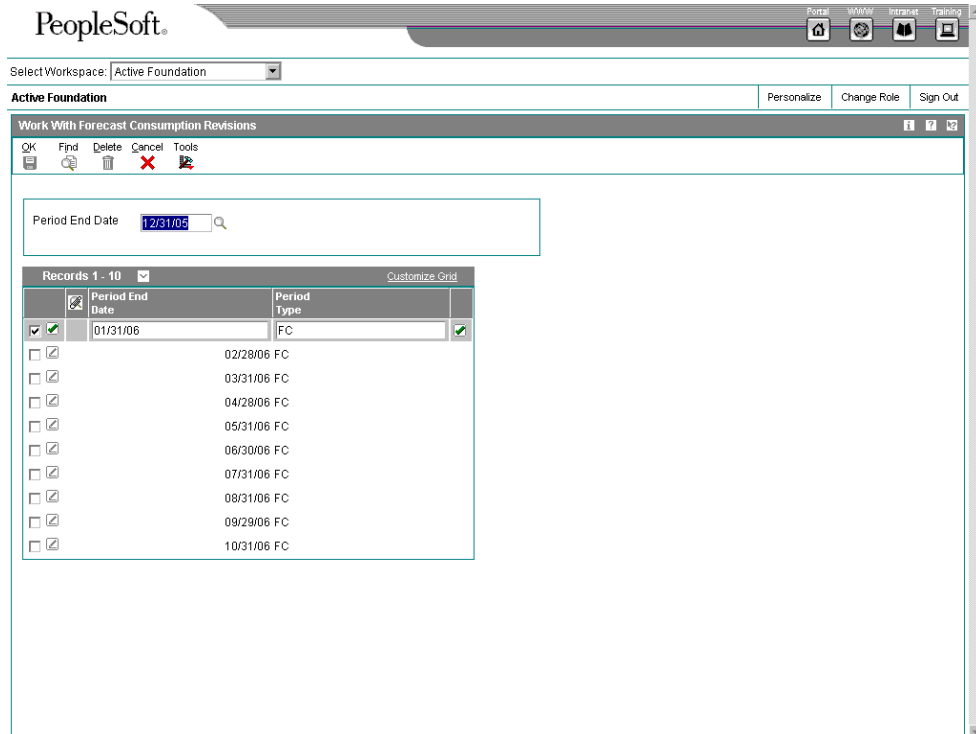 PeopleSoft.
Portal WWW Intranet Training
Select Workspace: Active Foundation
Active Foundation Personalize Change Role Sign Out
Work With Forecast Consumption Revisions
OK Find Delete Cancel Tools
Period End Date 12/31/05
Records 1 - 10 Customize Grid
Period End Date Period Type
01/31/06 FC
02/28/06 FC
03/31/06 FC
04/28/06 FC
05/31/06 FC
06/30/06 FC
07/31/06 FC
08/31/06 FC
09/29/06 FC
10/31/06 FC